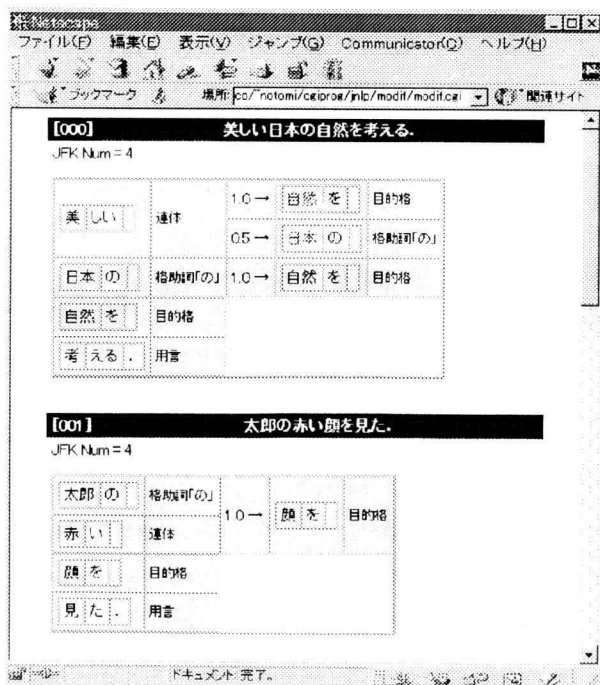 Netscape
ファイル(F) 編集(E) 表示(V) ジャンプ(G) Communicator(C) ヘルプ(H)
ブックマーク 場所: co/~notomi/cgiprog/jnlp/modif/modif.cgi 関連サイト
[000] 美しい日本の自然を考える.
JFK Num = 4
美 しい 連体 1.0→ 自然 を 目的格
0.5→ 日本 の 格助詞「の」
日本 の 格助詞「の」 1.0→ 自然 を 目的格
自然 を 目的格
考 える . 用言
[001] 太郎の赤い顔を見た.
JFK Num = 4
太郎 の 格助詞「の」 1.0→ 顔 を 目的格
赤 い 連体
顔 を 目的格
見 た . 用言
ドキュメント: 完了。